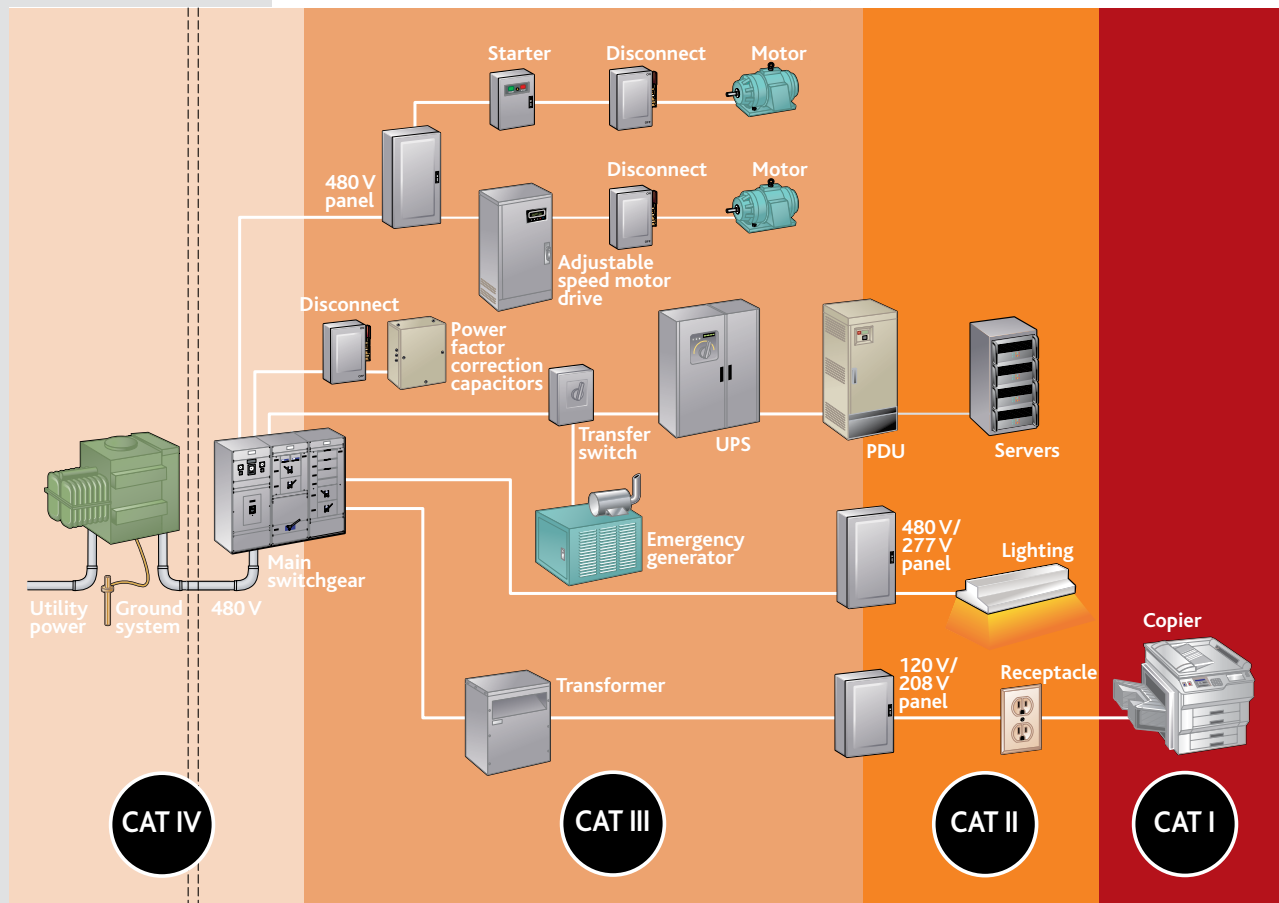 Starter
Disconnect
Motor
480 V
panel
Disconnect
Motor
Adjustable
speed motor
drive
Disconnect
Power
factor
correction
capacitors
Transfer
switch
UPS
PDU
Servers
Main
switchgear
Emergency
generator
480 V/
277 V
panel
Lighting
Utility
power
Ground
system
480 V
Transformer
120 V/
208 V
panel
Receptacle
Copier
CAT IV
CAT III
CAT II
CAT I